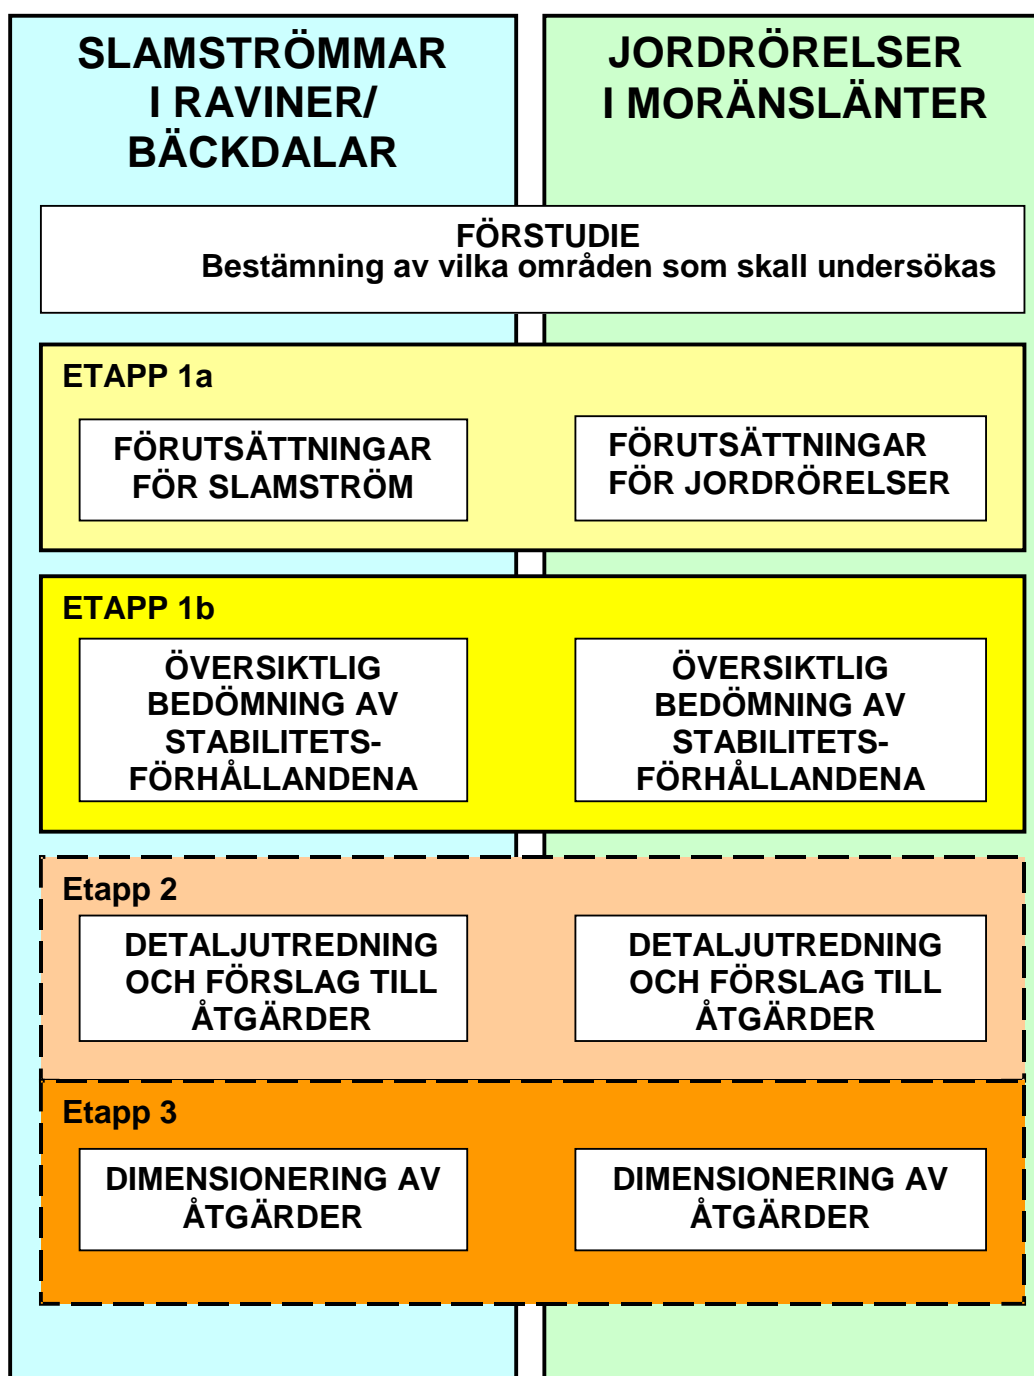 SLAMSTRÖMMAR
I RAVINER/
BÄCKDALAR
JORDRÖRELSER
I MORÄNSLÄNTER
FÖRSTUDIE
Bestämning av vilka områden som skall undersökas
ETAPP 1a
FÖRUTSÄTTNINGAR
FÖR SLAMSTRÖM
FÖRUTSÄTTNINGAR
FÖR JORDRÖRELSER
ETAPP 1b
ÖVERSIKTLIG
BEDÖMNING AV
STABILITETS-
FÖRHÅLLANDENA
ÖVERSIKTLIG
BEDÖMNING AV
STABILITETS-
FÖRHÅLLANDENA
Etapp 2
DETALJUTREDNING
OCH FÖRSLAG TILL
ÅTGÄRDER
DETALJUTREDNING
OCH FÖRSLAG TILL
ÅTGÄRDER
Etapp 3
DIMENSIONERING AV
ÅTGÄRDER
DIMENSIONERING AV
ÅTGÄRDER